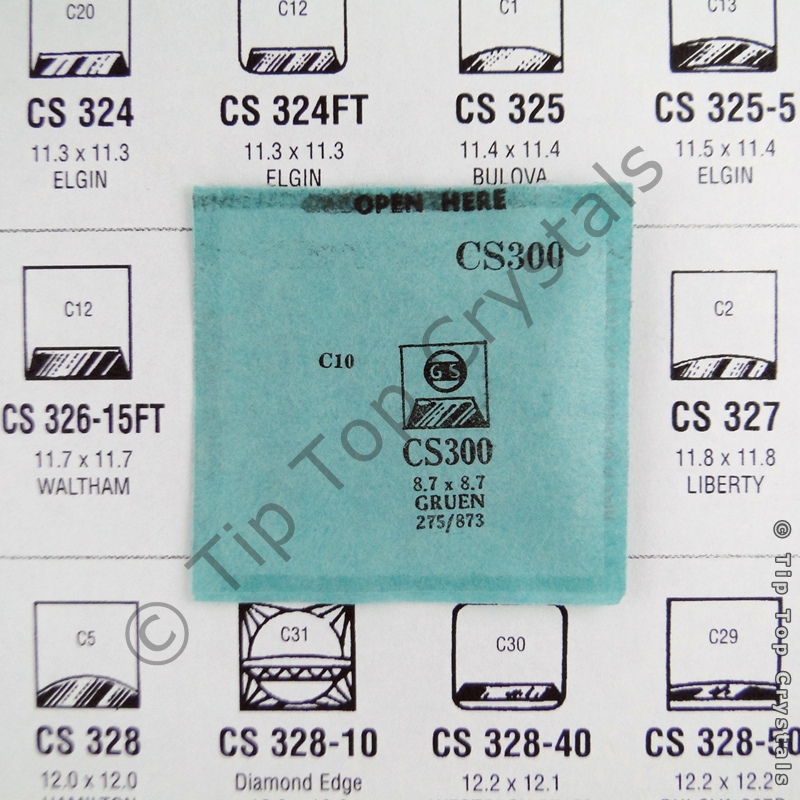 C20 C12 C1 C13
CS 324 CS 324FT CS 325 CS 325-5
11.3 x 11.3 11.3 x 11.3 11.4 x 11.4 11.5 x 11.4
ELGIN ELGIN BULOVA ELGIN
OPEN HERE
CS300
C10
GS
CS300
8.7 x 8.7
GRUEN
275/873
C12
CS 326-15FT
11.7 x 11.7
WALTHAM
C2
CS 327
11.8 x 11.8
LIBERTY
C5 C31 C30 C29
CS 328 CS 328-10 CS 328-40 CS 328-50
12.0 x 12.0 Diamond Edge 12.2 x 12.1 12.2 x 12.2
HAMILTON
© Tip Top Crystals
© Tip Top Crystals